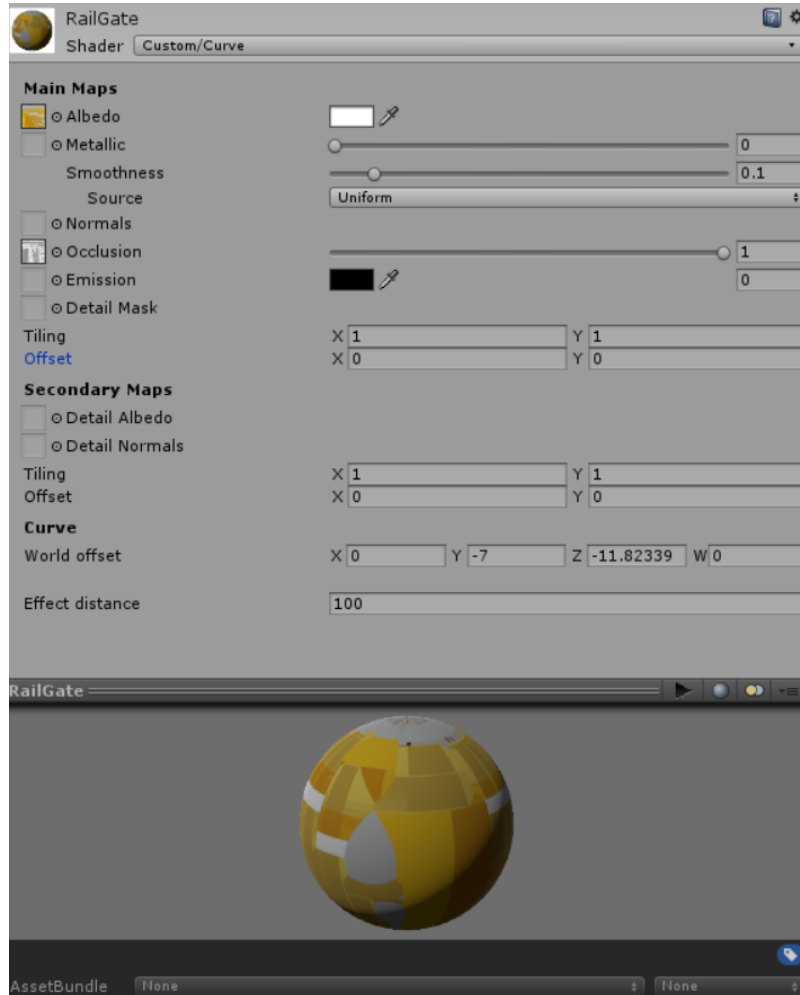 RailGate
Shader Custom/Curve
Main Maps
Albedo
Metallic 0
Smoothness 0.1
Source Uniform
Normals
Occlusion 1
Emission 0
Detail Mask
Tiling X 1 Y 1
Offset X 0 Y 0
Secondary Maps
Detail Albedo
Detail Normals
Tiling X 1 Y 1
Offset X 0 Y 0
Curve
World offset X 0 Y -7 Z -11.82339 W 0
Effect distance 100
RailGate
AssetBundle None None